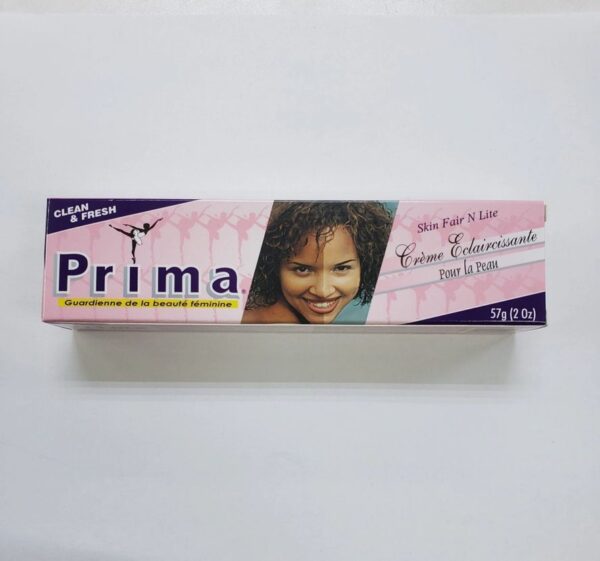 CLEAN
& FRESH
Prima
Guardienne de la beauté féminine
Skin Fair N Lite
Crème Eclaircissante
Pour la Peau
57g (2 Oz)